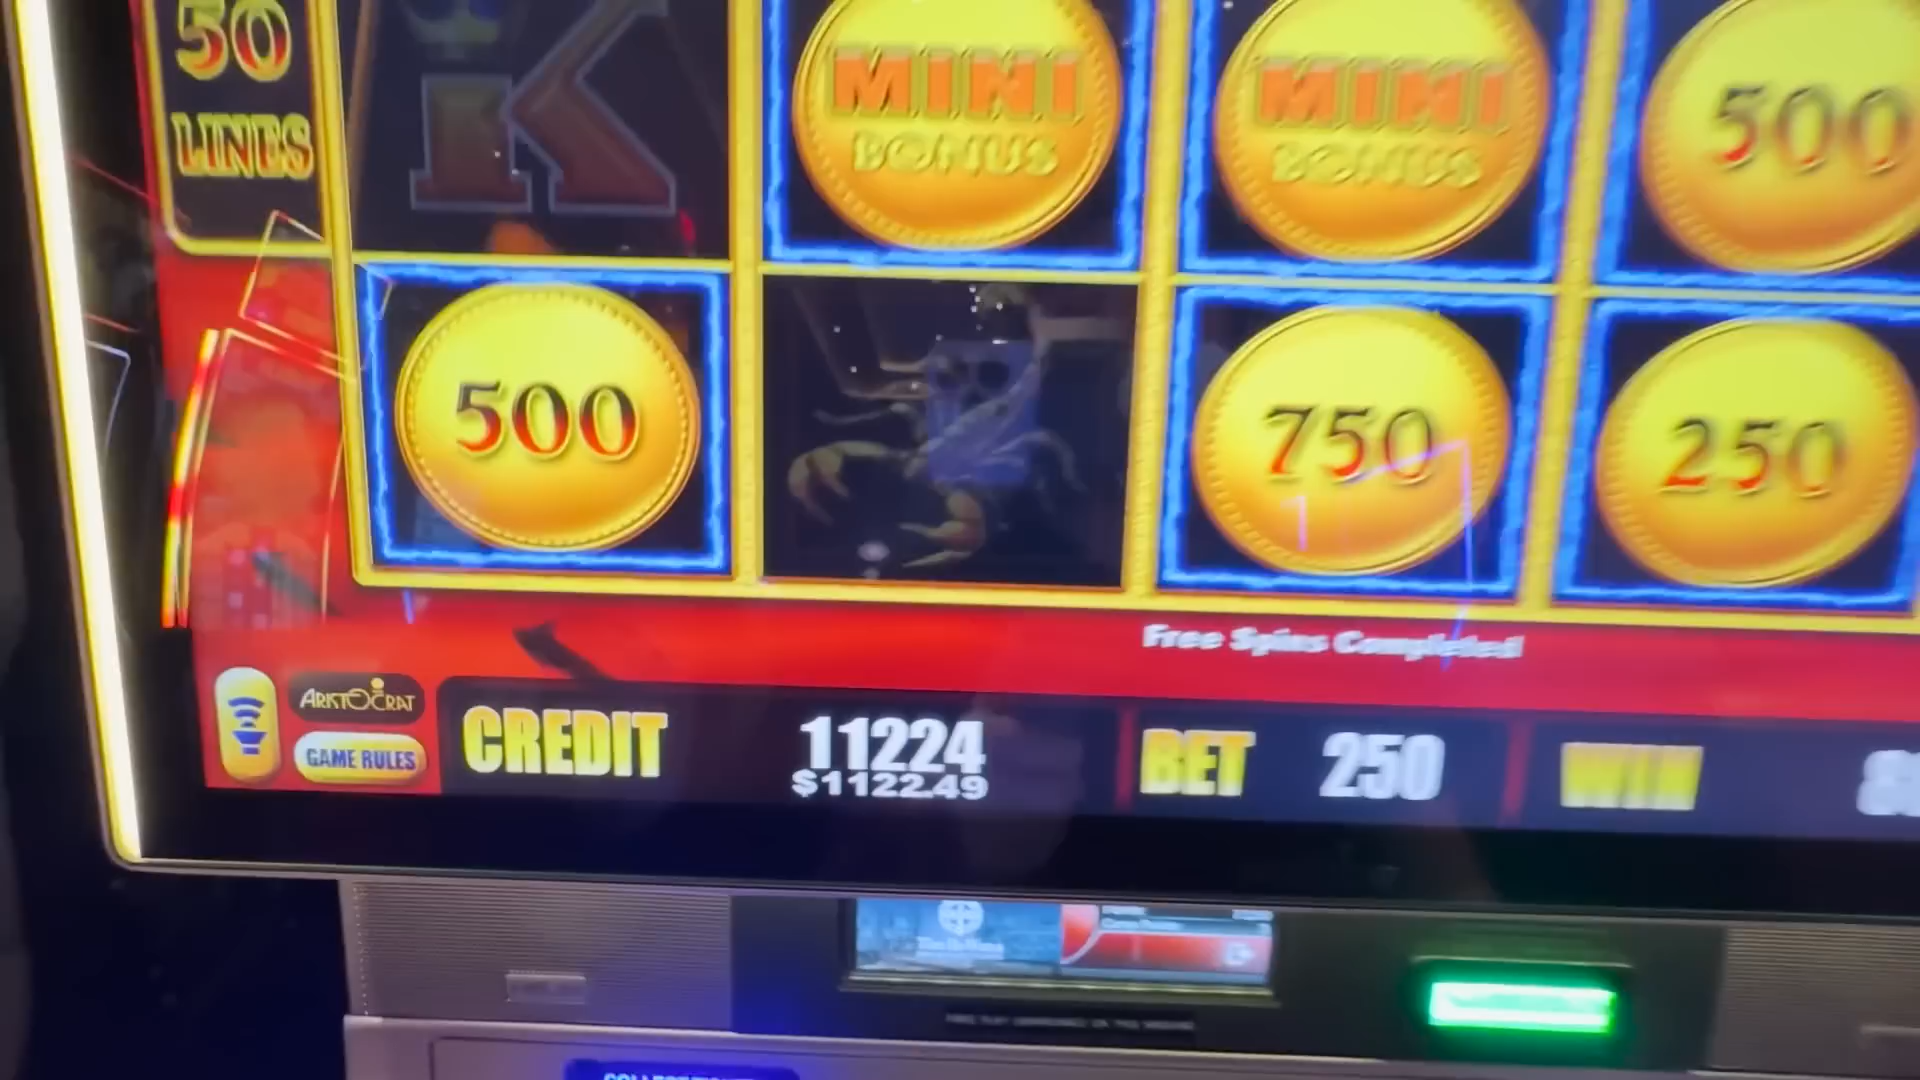 50
LINES
K
MINI
BONUS
MINI
BONUS
500
500
750
250
Free Spins Completed
ARISTOCRAT
GAME RULES
CREDIT
11224
$1122.49
BET
250
WIN